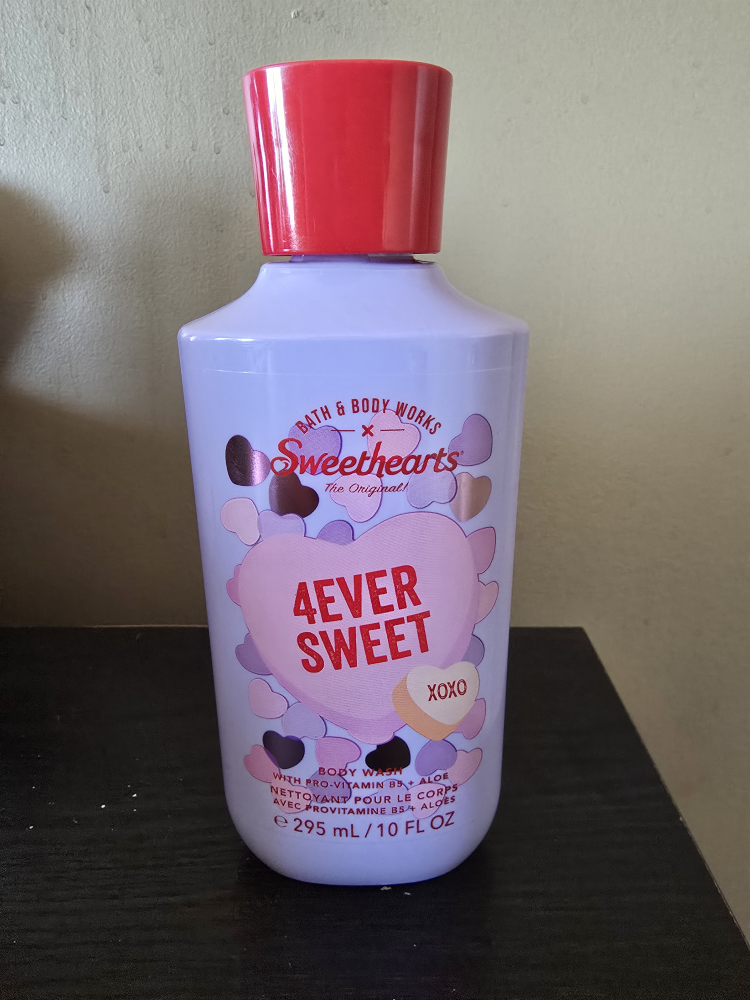 BATH & BODY WORKS
×
Sweethearts®
The Original!
4EVER
SWEET
XOXO
BODY WASH
WITH PRO-VITAMIN B5 + ALOE
NETTOYANT POUR LE CORPS
AVEC PROVITAMINE B5 + ALOÈS
℮ 295 mL / 10 FL OZ